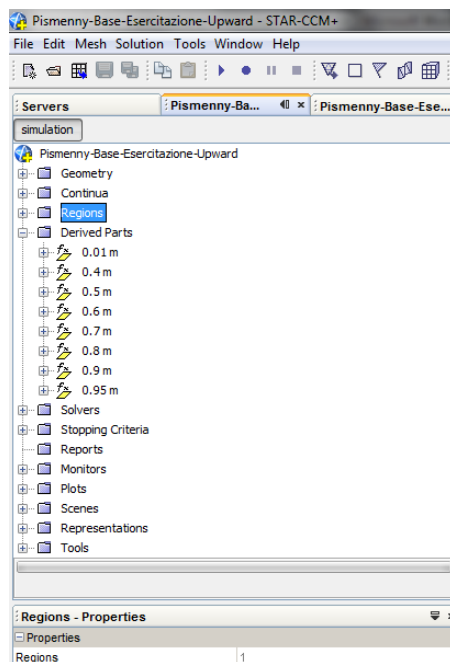 Pismenny-Base-Esercitazione-Upward - STAR-CCM+
File Edit Mesh Solution Tools Window Help
Servers Pismenny-Ba... Pismenny-Base-Ese...
simulation
Pismenny-Base-Esercitazione-Upward
Geometry
Continua
Regions
Derived Parts
0.01 m
0.4 m
0.5 m
0.6 m
0.7 m
0.8 m
0.9 m
0.95 m
Solvers
Stopping Criteria
Reports
Monitors
Plots
Scenes
Representations
Tools
Regions - Properties
Properties
Regions 1